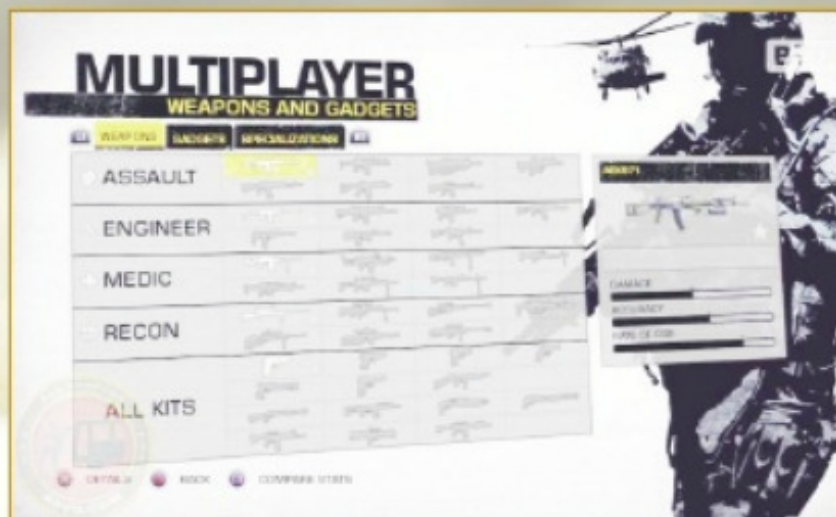 MULTIPLAYER
WEAPONS AND GADGETS
WEAPONS GADGETS SPECIALIZATIONS
ASSAULT
ENGINEER
MEDIC
RECON
ALL KITS
DAMAGE
ACCURACY
RATE OF FIRE
DETAILS BACK COMPARE STATS